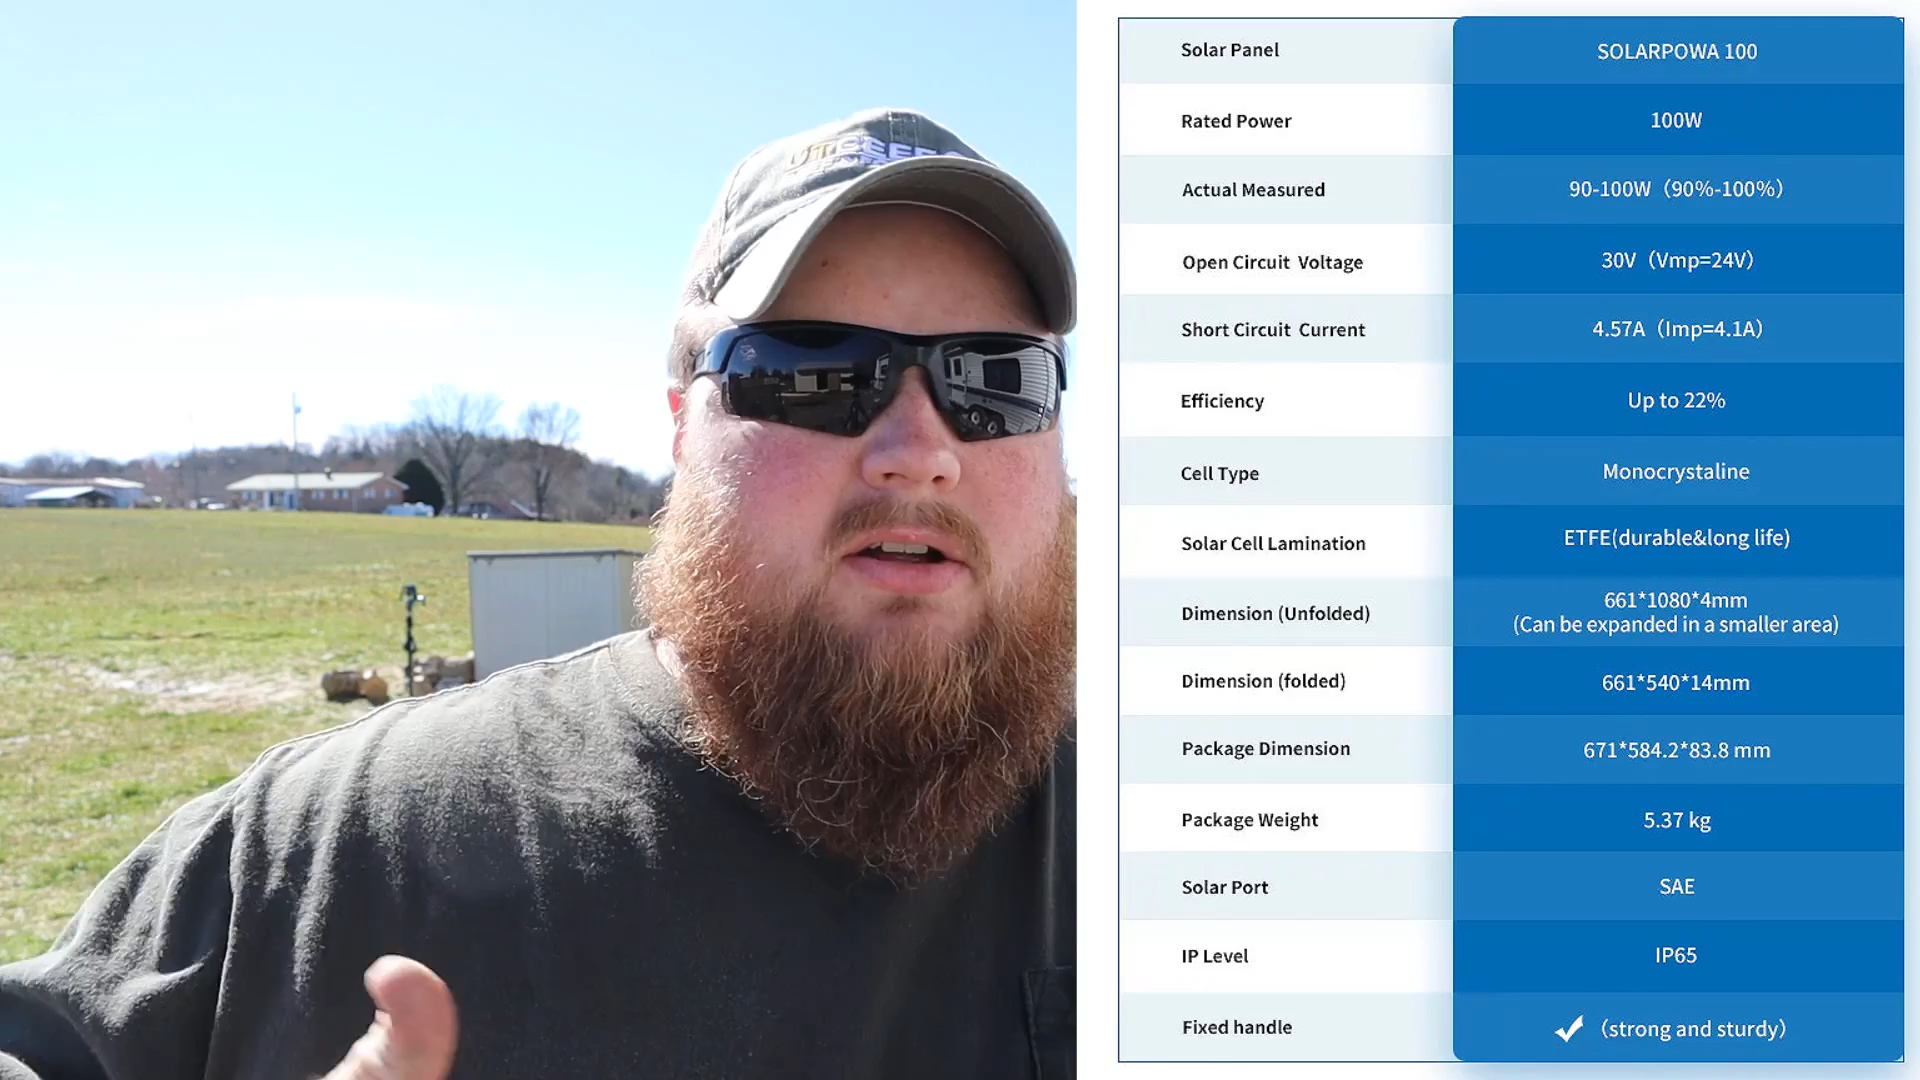 Solar Panel
SOLARPOWA 100
Rated Power
100W
Actual Measured
90-100W（90%-100%）
Open Circuit  Voltage
30V（Vmp=24V）
Short Circuit  Current
4.57A（Imp=4.1A）
Efficiency
Up to 22%
Cell Type
Monocrystaline
Solar Cell Lamination
ETFE(durable&long life)
Dimension (Unfolded)
661*1080*4mm
(Can be expanded in a smaller area)
Dimension (folded)
661*540*14mm
Package Dimension
671*584.2*83.8 mm
Package Weight
5.37 kg
Solar Port
SAE
IP Level
IP65
Fixed handle
（strong and sturdy）